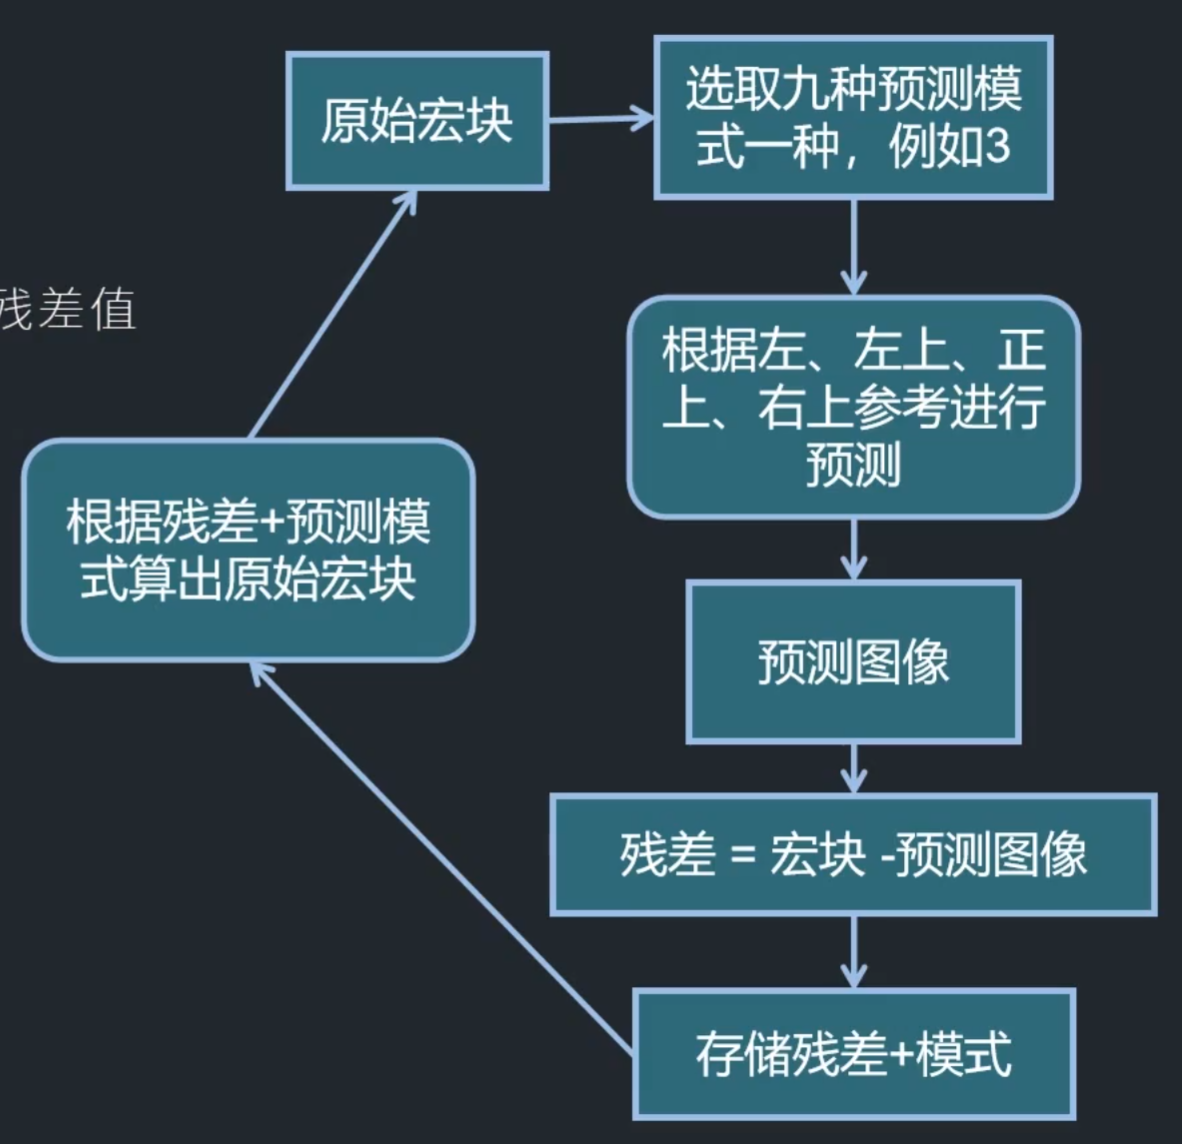 原始宏块
选取九种预测模
式一种，例如3
残差值
根据左、左上、正
上、右上参考进行
预测
根据残差+预测模
式算出原始宏块
预测图像
残差 = 宏块 -预测图像
存储残差+模式